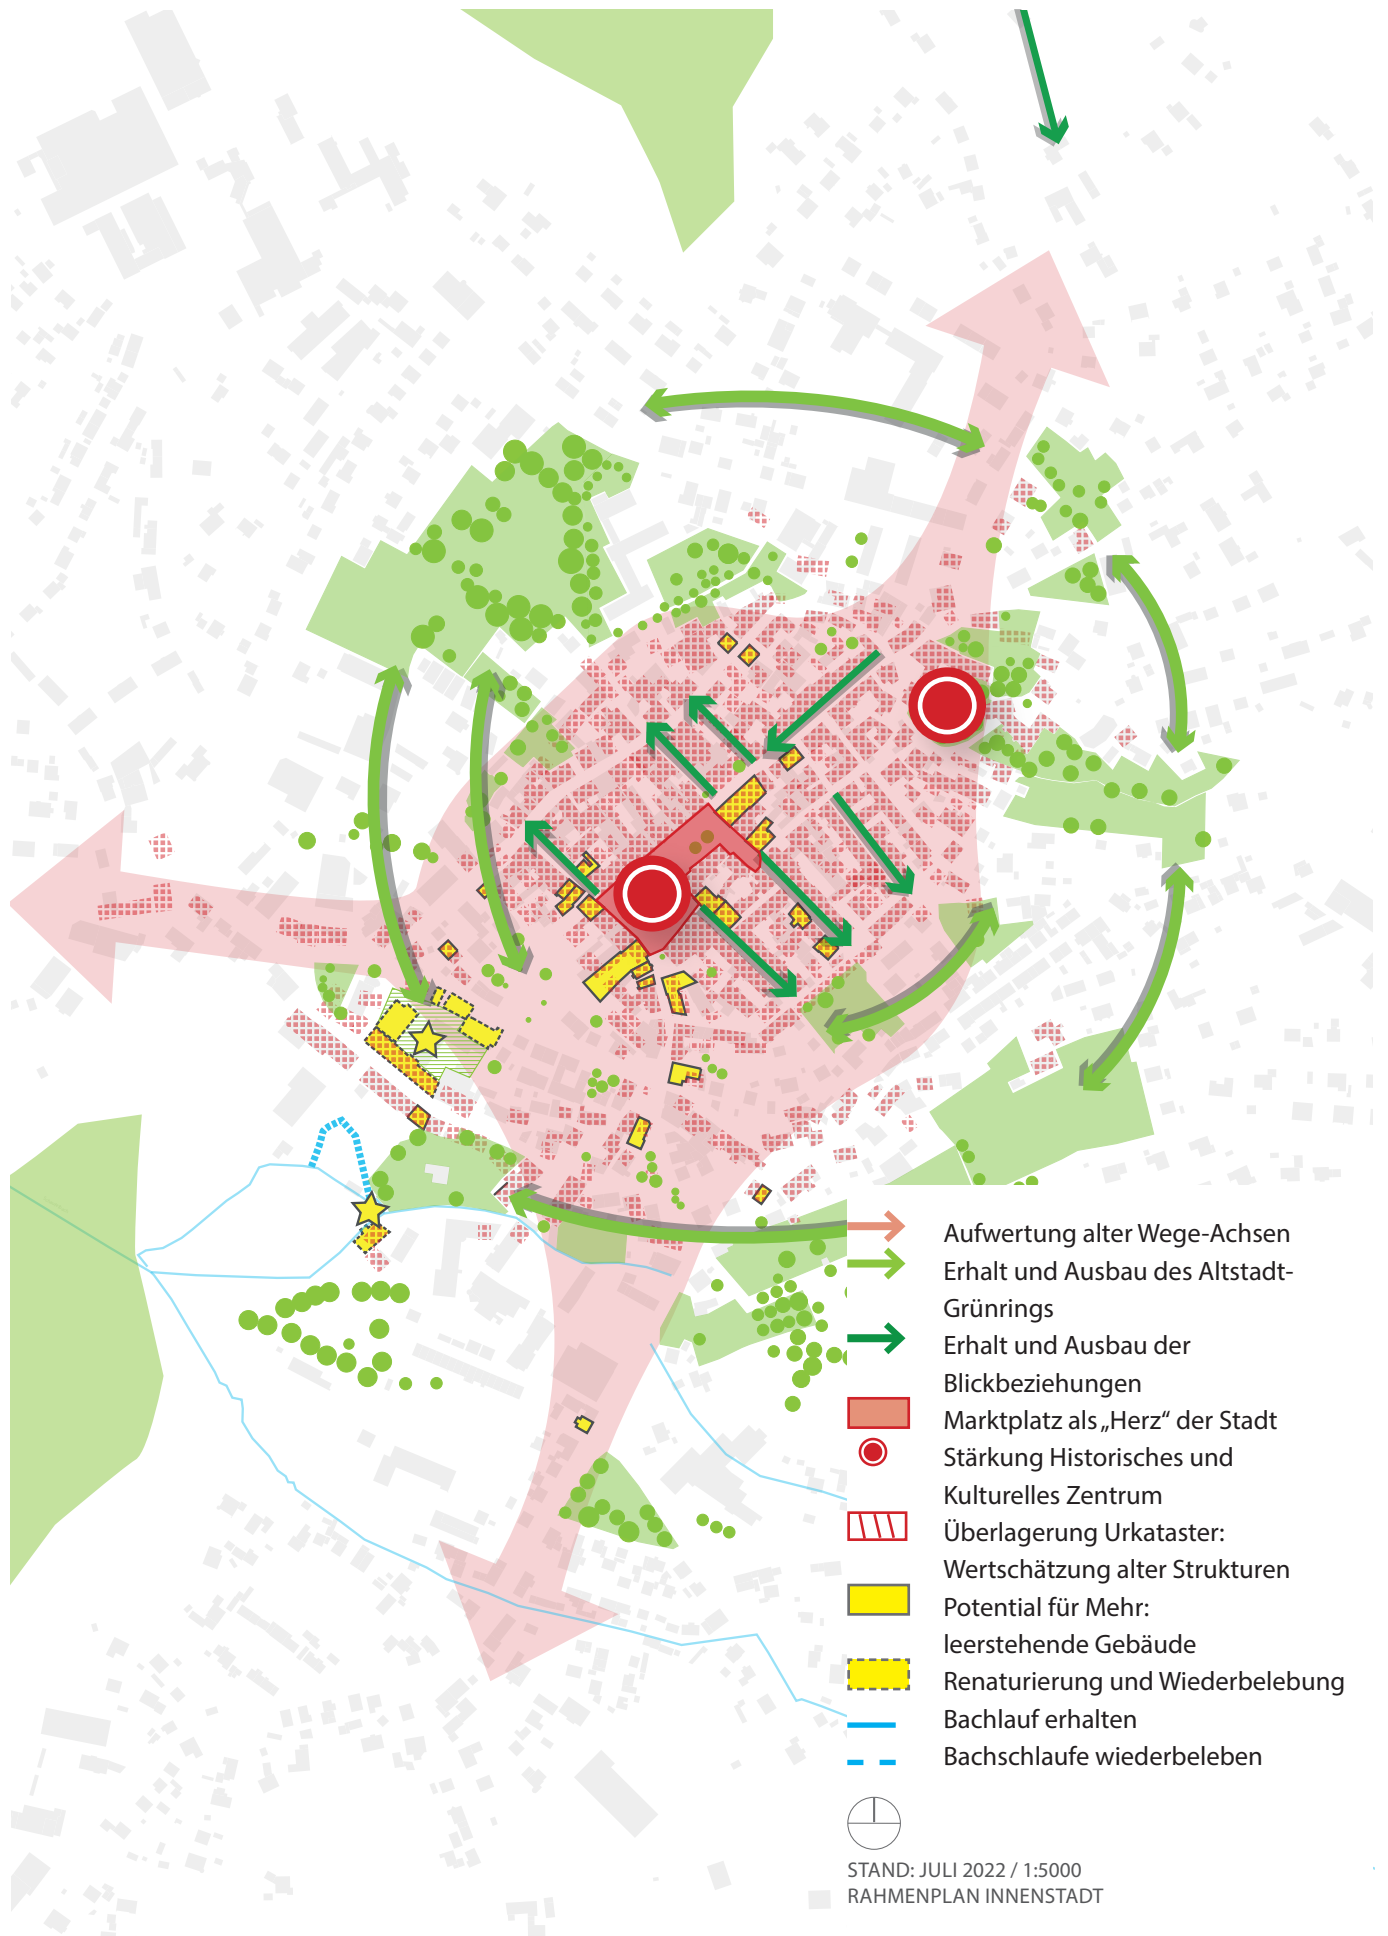 Aufwertung alter Wege-Achsen
Erhalt und Ausbau des Altstadt-
Grünrings
Erhalt und Ausbau der
Blickbeziehungen
Marktplatz als „Herz“ der Stadt
Stärkung Historisches und
Kulturelles Zentrum
Überlagerung Urkataster:
Wertschätzung alter Strukturen
Potential für Mehr:
leerstehende Gebäude
Renaturierung und Wiederbelebung
Bachlauf erhalten
Bachschlaufe wiederbeleben
STAND: JULI 2022 / 1:5000
RAHMENPLAN INNENSTADT